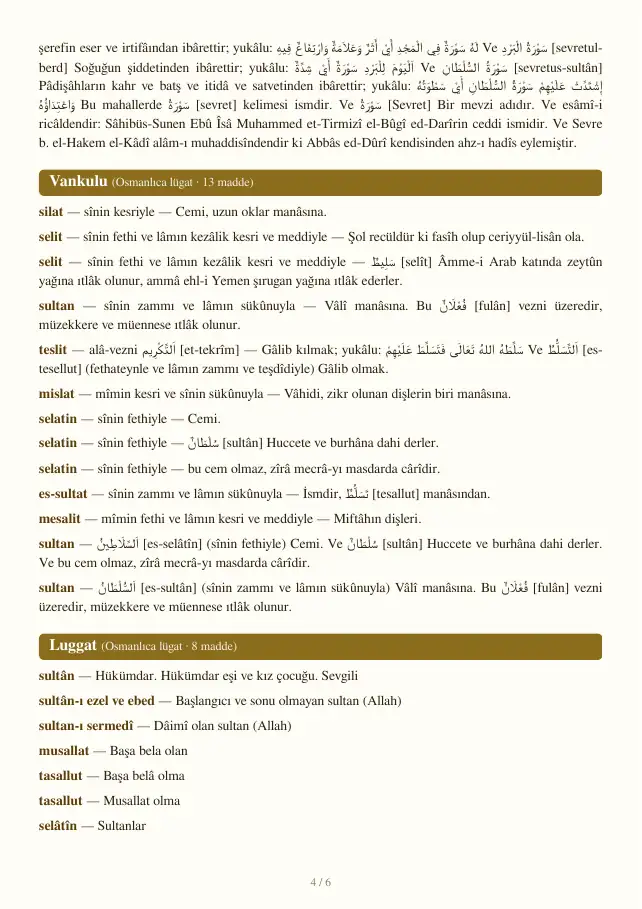 şerefin eser ve irtifâından ibârettir; yukâlu: لَهُ سَوْرَةٌ فِي الْمَجْدِ أَيْ أَثَرٌ وَعَلَامَةٌ وَارْتِفَاعٌ فِيهِ Ve سَوْرَةُ الْبَرْدِ [sevretul-
berd] Soğuğun şiddetinden ibârettir; yukâlu: اَلْيَوْمَ لِلْبَرْدِ سَوْرَةٌ أَيْ شِدَّةٌ Ve سَوْرَةُ السُّلْطَانِ [sevretus-sultân]
Pâdişâhların kahr ve batş ve itidâ ve satvetinden ibârettir; yukâlu: إِشْتَدَّتْ عَلَيْهِمْ سَوْرَةُ السُّلْطَانِ أَيْ سَطْوَتُهُ
وَاعْتِدَاؤُهُ Bu mahallerde سَوْرَةٌ [sevret] kelimesi ismdir. Ve سَوْرَةُ [Sevret] Bir mevzi adıdır. Ve esâmî-i
ricâldendir: Sâhibüs-Sunen Ebû Îsâ Muhammed et-Tirmizî el-Bûgî ed-Darîrin ceddi ismidir. Ve Sevre
b. el-Hakem el-Kâdî alâm-ı muhaddisîndendir ki Abbâs ed-Dûrî kendisinden ahz-ı hadîs eylemiştir.
Vankulu (Osmanlıca lügat · 13 madde)
silat — sînin kesriyle — Cemi, uzun oklar manâsına.
selit — sînin fethi ve lâmın kezâlik kesri ve meddiyle — Şol recüldür ki fasîh olup ceriyyül-lisân ola.
selit — sînin fethi ve lâmın kezâlik kesri ve meddiyle — سَلِيطٌ [selît] Âmme-i Arab katında zeytûn
yağına ıtlâk olunur, ammâ ehl-i Yemen şırugan yağına ıtlâk ederler.
sultan — sînin zammı ve lâmın sükûnuyla — Vâlî manâsına. Bu فُعْلَانٌ [fulân] vezni üzeredir,
müzekkere ve müennese ıtlâk olunur.
teslit — alâ-vezni اَلتَّكْرِيم [et-tekrîm] — Gâlib kılmak; yukâlu: سَلَّطَهُ اللهُ تَعَالَى فَتَسَلَّطَ عَلَيْهِمْ Ve اَلتَّسَلُّطُ [es-
tesellut] (fethateynle ve lâmın zammı ve teşdîdiyle) Gâlib olmak.
mislat — mîmin kesri ve sînin sükûnuyla — Vâhidi, zikr olunan dişlerin biri manâsına.
selatin — sînin fethiyle — Cemi.
selatin — sînin fethiyle — سُلْطَانٌ [sultân] Huccete ve burhâna dahi derler.
selatin — sînin fethiyle — bu cem olmaz, zîrâ mecrâ-yı masdarda cârîdir.
es-sultat — sînin zammı ve lâmın sükûnuyla — İsmdir, تَسَلُّطٌ [tesallut] manâsından.
mesalit — mîmin fethi ve lâmın kesri ve meddiyle — Miftâhın dişleri.
sultan — اَلسَّلَاطِينُ [es-selâtîn] (sînin fethiyle) Cemi. Ve سُلْطَانٌ [sultân] Huccete ve burhâna dahi derler.
Ve bu cem olmaz, zîrâ mecrâ-yı masdarda cârîdir.
sultan — اَلسُّلْطَانُ [es-sultân] (sînin zammı ve lâmın sükûnuyla) Vâlî manâsına. Bu فُعْلَانٌ [fulân] vezni
üzeredir, müzekkere ve müennese ıtlâk olunur.
Luggat (Osmanlıca lügat · 8 madde)
sultân — Hükümdar. Hükümdar eşi ve kız çocuğu. Sevgili
sultân-ı ezel ve ebed — Başlangıcı ve sonu olmayan sultan (Allah)
sultan-ı sermedî — Dâimî olan sultan (Allah)
musallat — Başa bela olan
tasallut — Başa belâ olma
tasallut — Musallat olma
selâtîn — Sultanlar
4 / 6